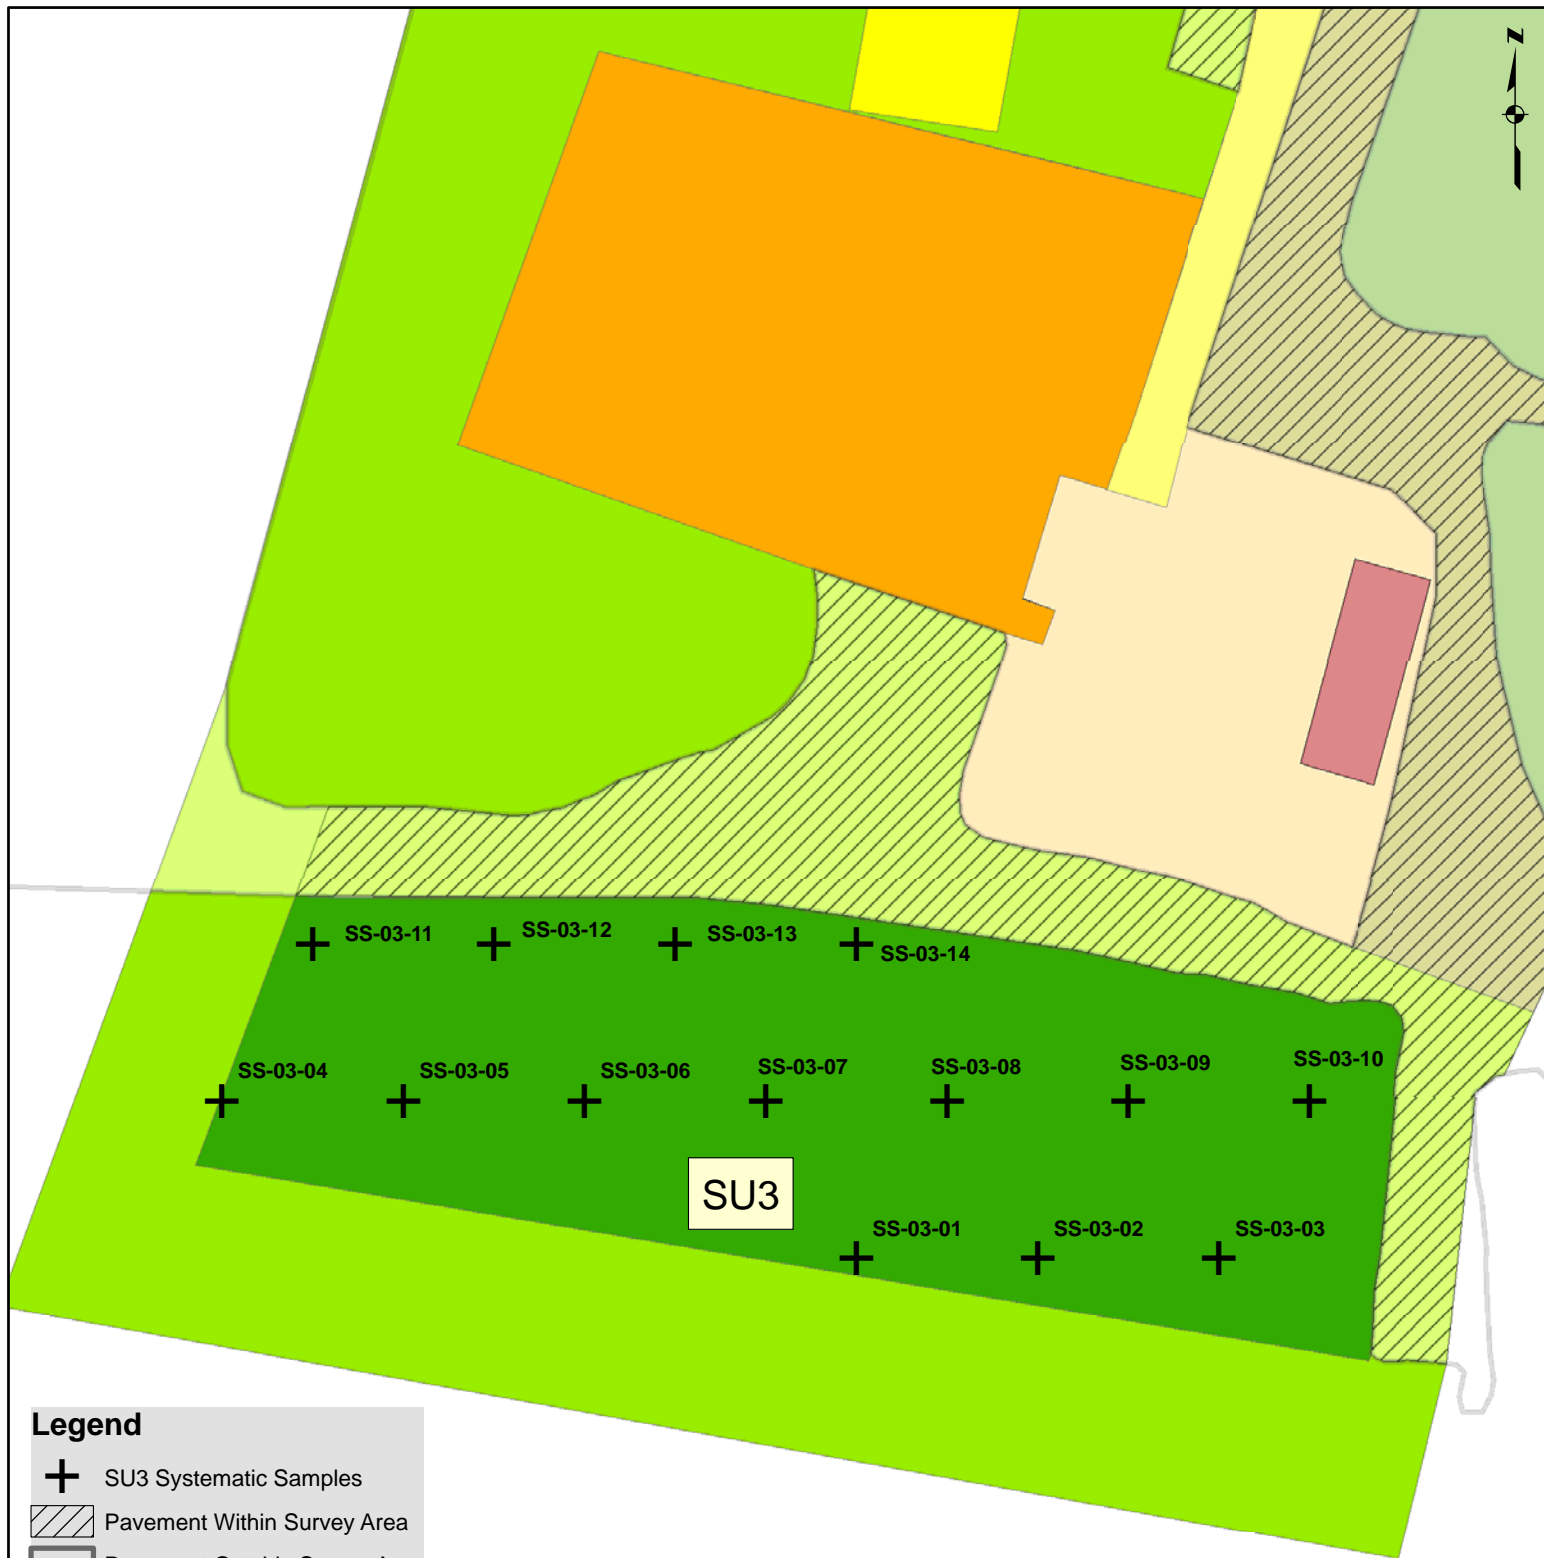 N
SS-03-11
SS-03-12
SS-03-13
SS-03-14
SS-03-04
SS-03-05
SS-03-06
SS-03-07
SS-03-08
SS-03-09
SS-03-10
SU3
SS-03-01
SS-03-02
SS-03-03
Legend
SU3 Systematic Samples
Pavement Within Survey Area